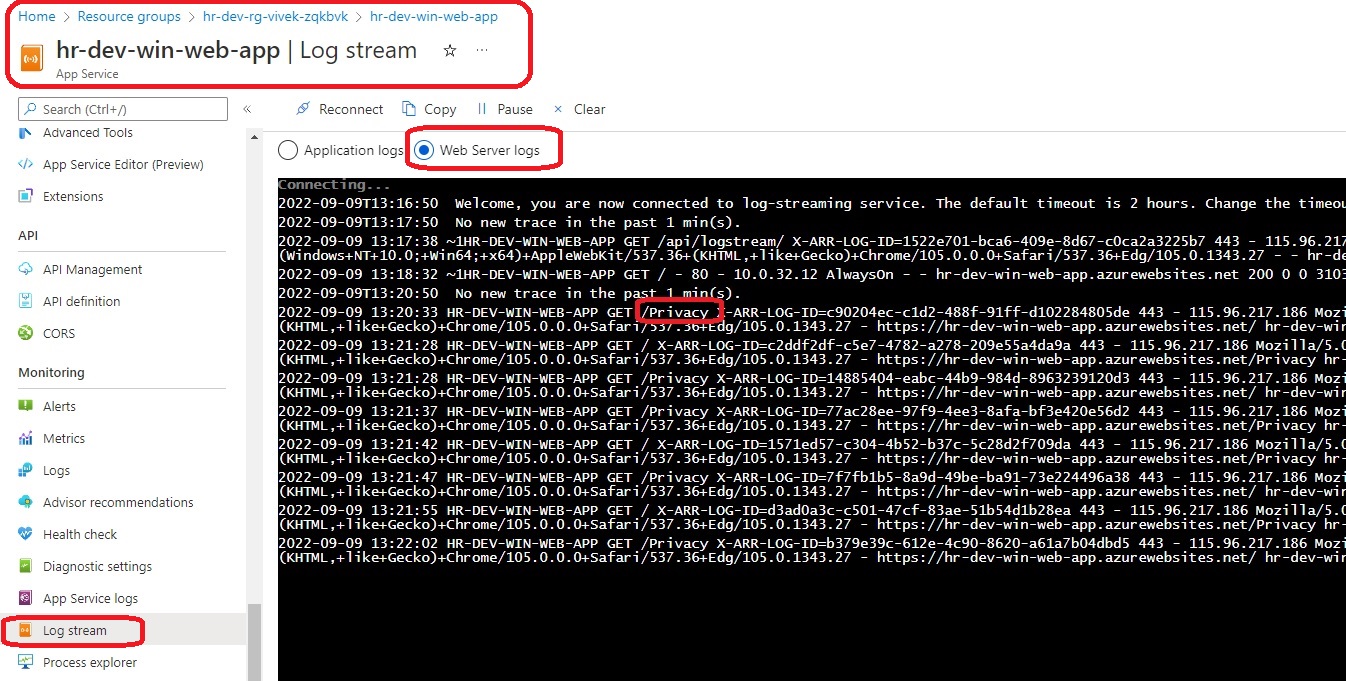 Home > Resource groups > hr-dev-rg-vivek-zqkbvk > hr-dev-win-web-app
hr-dev-win-web-app | Log stream
App Service
Search (Ctrl+/)
Advanced Tools
App Service Editor (Preview)
Extensions
API
API Management
API definition
CORS
Monitoring
Alerts
Metrics
Logs
Advisor recommendations
Health check
Diagnostic settings
App Service logs
Log stream
Process explorer
Reconnect Copy Pause Clear
Application logs Web Server logs
Connecting...
2022-09-09T13:16:50 Welcome, you are now connected to log-streaming service. The default timeout is 2 hours. Change the timeou
2022-09-09T13:17:50 No new trace in the past 1 min(s).
2022-09-09 13:17:38 ~1HR-DEV-WIN-WEB-APP GET /api/logstream/ X-ARR-LOG-ID=1522e701-bca6-409e-8d67-c0ca2a3225b7 443 - 115.96.217
(Windows+NT+10.0;+Win64;+x64)+AppleWebKit/537.36+(KHTML,+like+Gecko)+Chrome/105.0.0.0+Safari/537.36+Edg/105.0.1343.27 - - hr-de
2022-09-09 13:18:32 ~1HR-DEV-WIN-WEB-APP GET / - 80 - 10.0.32.12 AlwaysOn - - hr-dev-win-web-app.azurewebsites.net 200 0 0 3103
2022-09-09T13:20:50 No new trace in the past 1 min(s).
2022-09-09 13:20:33 HR-DEV-WIN-WEB-APP GET /Privacy X-ARR-LOG-ID=c90204ec-c1d2-488f-91ff-d102284805de 443 - 115.96.217.186 Mozi
(KHTML,+like+Gecko)+Chrome/105.0.0.0+Safari/537.36+Edg/105.0.1343.27 - https://hr-dev-win-web-app.azurewebsites.net/ hr-dev-win
2022-09-09 13:21:28 HR-DEV-WIN-WEB-APP GET / X-ARR-LOG-ID=c2ddf2df-c5e7-4782-a278-209e55a4da9a 443 - 115.96.217.186 Mozilla/5.0
(KHTML,+like+Gecko)+Chrome/105.0.0.0+Safari/537.36+Edg/105.0.1343.27 - https://hr-dev-win-web-app.azurewebsites.net/Privacy hr-
2022-09-09 13:21:28 HR-DEV-WIN-WEB-APP GET /Privacy X-ARR-LOG-ID=14885404-eabc-44b9-984d-8963239120d3 443 - 115.96.217.186 Mozi
(KHTML,+like+Gecko)+Chrome/105.0.0.0+Safari/537.36+Edg/105.0.1343.27 - https://hr-dev-win-web-app.azurewebsites.net/ hr-dev-win
2022-09-09 13:21:37 HR-DEV-WIN-WEB-APP GET /Privacy X-ARR-LOG-ID=77ac28ee-97f9-4ee3-8afa-bf3e420e56d2 443 - 115.96.217.186 Mozi
(KHTML,+like+Gecko)+Chrome/105.0.0.0+Safari/537.36+Edg/105.0.1343.27 - https://hr-dev-win-web-app.azurewebsites.net/ hr-dev-win
2022-09-09 13:21:42 HR-DEV-WIN-WEB-APP GET / X-ARR-LOG-ID=1571ed57-c304-4b52-b37c-5c28d2f709da 443 - 115.96.217.186 Mozilla/5.0
(KHTML,+like+Gecko)+Chrome/105.0.0.0+Safari/537.36+Edg/105.0.1343.27 - https://hr-dev-win-web-app.azurewebsites.net/Privacy hr-
2022-09-09 13:21:47 HR-DEV-WIN-WEB-APP GET /Privacy X-ARR-LOG-ID=7f7fb1b5-8a9d-49be-ba91-73e224496a38 443 - 115.96.217.186 Mozi
(KHTML,+like+Gecko)+Chrome/105.0.0.0+Safari/537.36+Edg/105.0.1343.27 - https://hr-dev-win-web-app.azurewebsites.net/ hr-dev-win
2022-09-09 13:21:55 HR-DEV-WIN-WEB-APP GET / X-ARR-LOG-ID=d3ad0a3c-c501-47cf-83ae-51b54d1b28ea 443 - 115.96.217.186 Mozilla/5.0
(KHTML,+like+Gecko)+Chrome/105.0.0.0+Safari/537.36+Edg/105.0.1343.27 - https://hr-dev-win-web-app.azurewebsites.net/Privacy hr-
2022-09-09 13:22:02 HR-DEV-WIN-WEB-APP GET /Privacy X-ARR-LOG-ID=b379e39c-612e-4c90-8620-a61a7b04dbd5 443 - 115.96.217.186 Mozi
(KHTML,+like+Gecko)+Chrome/105.0.0.0+Safari/537.36+Edg/105.0.1343.27 - https://hr-dev-win-web-app.azurewebsites.net/ hr-dev-win